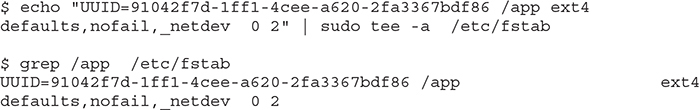 $ echo "UUID=91042f7d-1ff1-4cee-a620-2fa3367bdf86 /app ext4
defaults,nofail,_netdev  0 2" | sudo tee -a  /etc/fstab
$ grep /app  /etc/fstab
UUID=91042f7d-1ff1-4cee-a620-2fa3367bdf86 /app                    ext4
defaults,nofail,_netdev  0 2